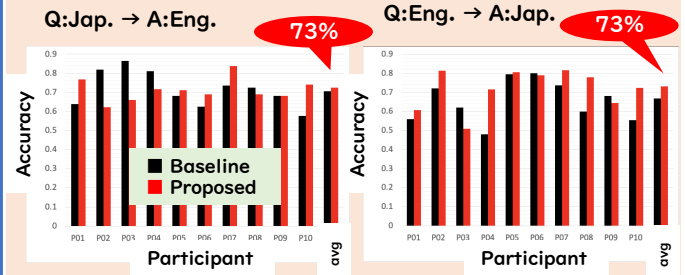 Q:Jap. → A:Eng.
73%
0.9
0.8
0.7
0.6
0.5
0.4
0.3
0.2
0.1
0
Accuracy
Baseline
Proposed
P01 P02 P03 P04 P05 P06 P07 P08 P09 P10 avg
Participant
Q:Eng. → A:Jap.
73%
0.9
0.8
0.7
0.6
0.5
0.4
0.3
0.2
0.1
0
Accuracy
P01 P02 P03 P04 P05 P06 P07 P08 P09 P10 avg
Participant